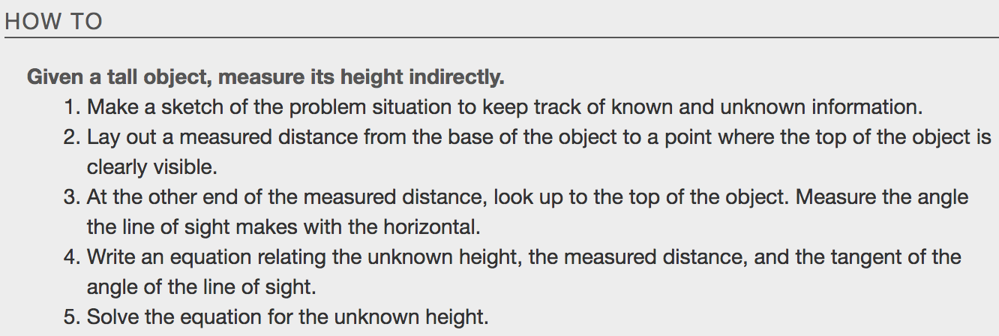 HOW TO
Given a tall object, measure its height indirectly.
1. Make a sketch of the problem situation to keep track of known and unknown information.
2. Lay out a measured distance from the base of the object to a point where the top of the object is
clearly visible.
3. At the other end of the measured distance, look up to the top of the object. Measure the angle
the line of sight makes with the horizontal.
4. Write an equation relating the unknown height, the measured distance, and the tangent of the
angle of the line of sight.
5. Solve the equation for the unknown height.